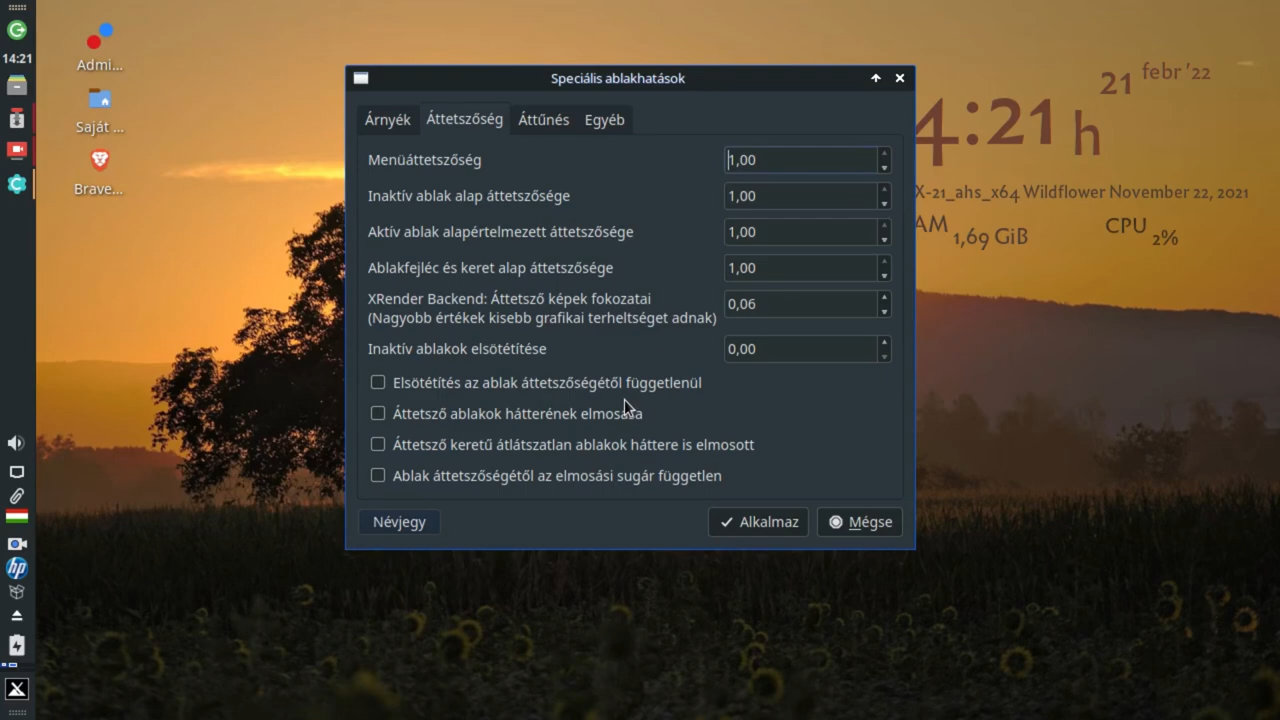 14:21
Admi...
Saját ...
Brave...
Speciális ablakhatások
Árnyék
Áttetszőség
Áttűnés
Egyéb
Menüáttetszőség
1,00
Inaktív ablak alap áttetszősége
1,00
Aktív ablak alapértelmezett áttetszősége
1,00
Ablakfejléc és keret alap áttetszősége
1,00
XRender Backend: Áttetsző képek fokozatai
(Nagyobb értékek kisebb grafikai terheltséget adnak)
0,06
Inaktív ablakok elsötétítése
0,00
Elsötétítés az ablak áttetszőségétől függetlenül
Áttetsző ablakok hátterének elmosása
Áttetsző keretű átlátszatlan ablakok háttere is elmosott
Ablak áttetszőségétől az elmosási sugár független
Névjegy
Alkalmaz
Mégse
4:21 h
21 febr '22
X-21_ahs_x64 Wildflower November 22, 2021
AM 1,69 GiB
CPU 2%
hp